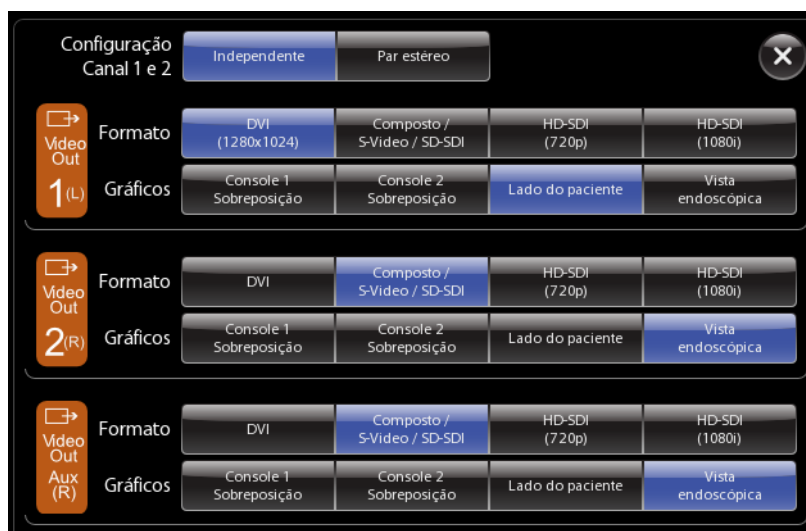 Configuração
Canal 1 e 2
Independente
Par estéreo
Video
Out
1(L)
Formato
DVI
(1280x1024)
Composto /
S-Video / SD-SDI
HD-SDI
(720p)
HD-SDI
(1080i)
Gráficos
Console 1
Sobreposição
Console 2
Sobreposição
Lado do paciente
Vista
endoscópica
Video
Out
2(R)
Formato
DVI
Composto /
S-Video / SD-SDI
HD-SDI
(720p)
HD-SDI
(1080i)
Gráficos
Console 1
Sobreposição
Console 2
Sobreposição
Lado do paciente
Vista
endoscópica
Video
Out
Aux
(R)
Formato
DVI
Composto /
S-Video / SD-SDI
HD-SDI
(720p)
HD-SDI
(1080i)
Gráficos
Console 1
Sobreposição
Console 2
Sobreposição
Lado do paciente
Vista
endoscópica